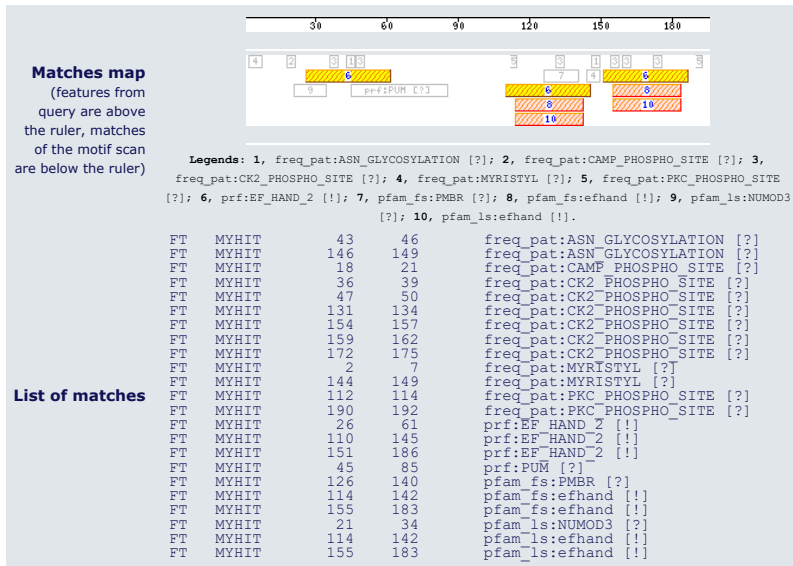 30 60 90 120 150 180
Matches map
(features from
query are above
the ruler, matches
of the motif scan
are below the ruler)
4 2 3 1 3 5 3 1 3 3 3 5
6 7 4 6
9 prf:PUM [?] 6 8
8 10
10
Legends: 1, freq_pat:ASN_GLYCOSYLATION [?]; 2, freq_pat:CAMP_PHOSPHO_SITE [?]; 3,
freq_pat:CK2_PHOSPHO_SITE [?]; 4, freq_pat:MYRISTYL [?]; 5, freq_pat:PKC_PHOSPHO_SITE
[?]; 6, prf:EF_HAND_2 [!]; 7, pfam_fs:PMBR [?]; 8, pfam_fs:efhand [!]; 9, pfam_ls:NUMOD3
[?]; 10, pfam_ls:efhand [!].
List of matches
FT MYHIT 43 46 freq_pat:ASN_GLYCOSYLATION [?]
FT MYHIT 146 149 freq_pat:ASN_GLYCOSYLATION [?]
FT MYHIT 18 21 freq_pat:CAMP_PHOSPHO_SITE [?]
FT MYHIT 36 39 freq_pat:CK2_PHOSPHO_SITE [?]
FT MYHIT 47 50 freq_pat:CK2_PHOSPHO_SITE [?]
FT MYHIT 131 134 freq_pat:CK2_PHOSPHO_SITE [?]
FT MYHIT 154 157 freq_pat:CK2_PHOSPHO_SITE [?]
FT MYHIT 159 162 freq_pat:CK2_PHOSPHO_SITE [?]
FT MYHIT 172 175 freq_pat:CK2_PHOSPHO_SITE [?]
FT MYHIT 2 7 freq_pat:MYRISTYL [?]
FT MYHIT 144 149 freq_pat:MYRISTYL [?]
FT MYHIT 112 114 freq_pat:PKC_PHOSPHO_SITE [?]
FT MYHIT 190 192 freq_pat:PKC_PHOSPHO_SITE [?]
FT MYHIT 26 61 prf:EF_HAND_2 [!]
FT MYHIT 110 145 prf:EF_HAND_2 [!]
FT MYHIT 151 186 prf:EF_HAND_2 [!]
FT MYHIT 45 85 prf:PUM [?]
FT MYHIT 126 140 pfam_fs:PMBR [?]
FT MYHIT 114 142 pfam_fs:efhand [!]
FT MYHIT 155 183 pfam_fs:efhand [!]
FT MYHIT 21 34 pfam_ls:NUMOD3 [?]
FT MYHIT 114 142 pfam_ls:efhand [!]
FT MYHIT 155 183 pfam_ls:efhand [!]